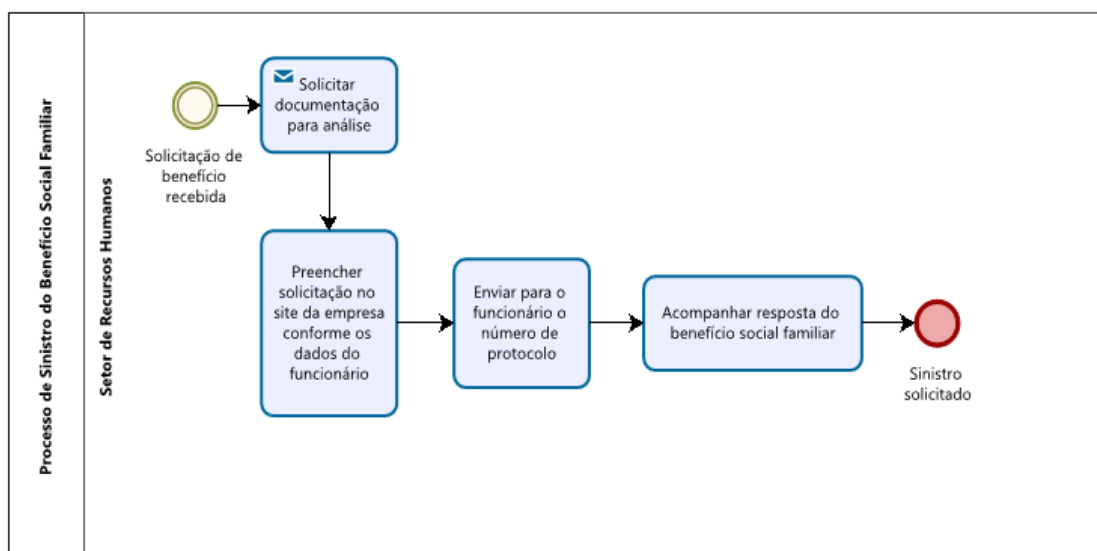 Processo de Sinistro do Benefício Social Familiar
Setor de Recursos Humanos
Solicitação de
benefício
recebida
Solicitar
documentação
para análise
Preencher
solicitação no
site da empresa
conforme os
dados do
funcionário
Enviar para o
funcionário o
número de
protocolo
Acompanhar resposta do
benefício social familiar
Sinistro
solicitado